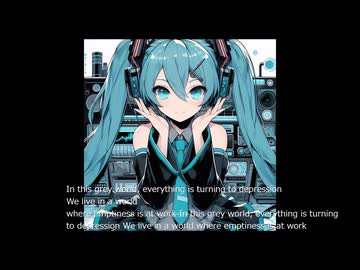 In this grey world, everything is turning to depression
We live in a world
where emptiness is at work In this grey world, everything is turning
to depression We live in a world where emptiness is at work